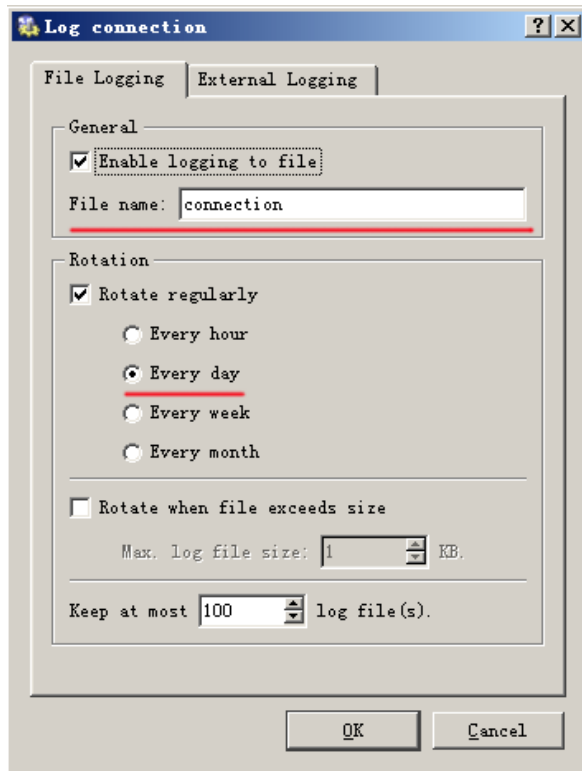 Log connection
File Logging
External Logging
General
Enable logging to file
File name: connection
Rotation
Rotate regularly
Every hour
Every day
Every week
Every month
Rotate when file exceeds size
Max. log file size: 1 KB.
Keep at most 100 log file(s).
OK
Cancel